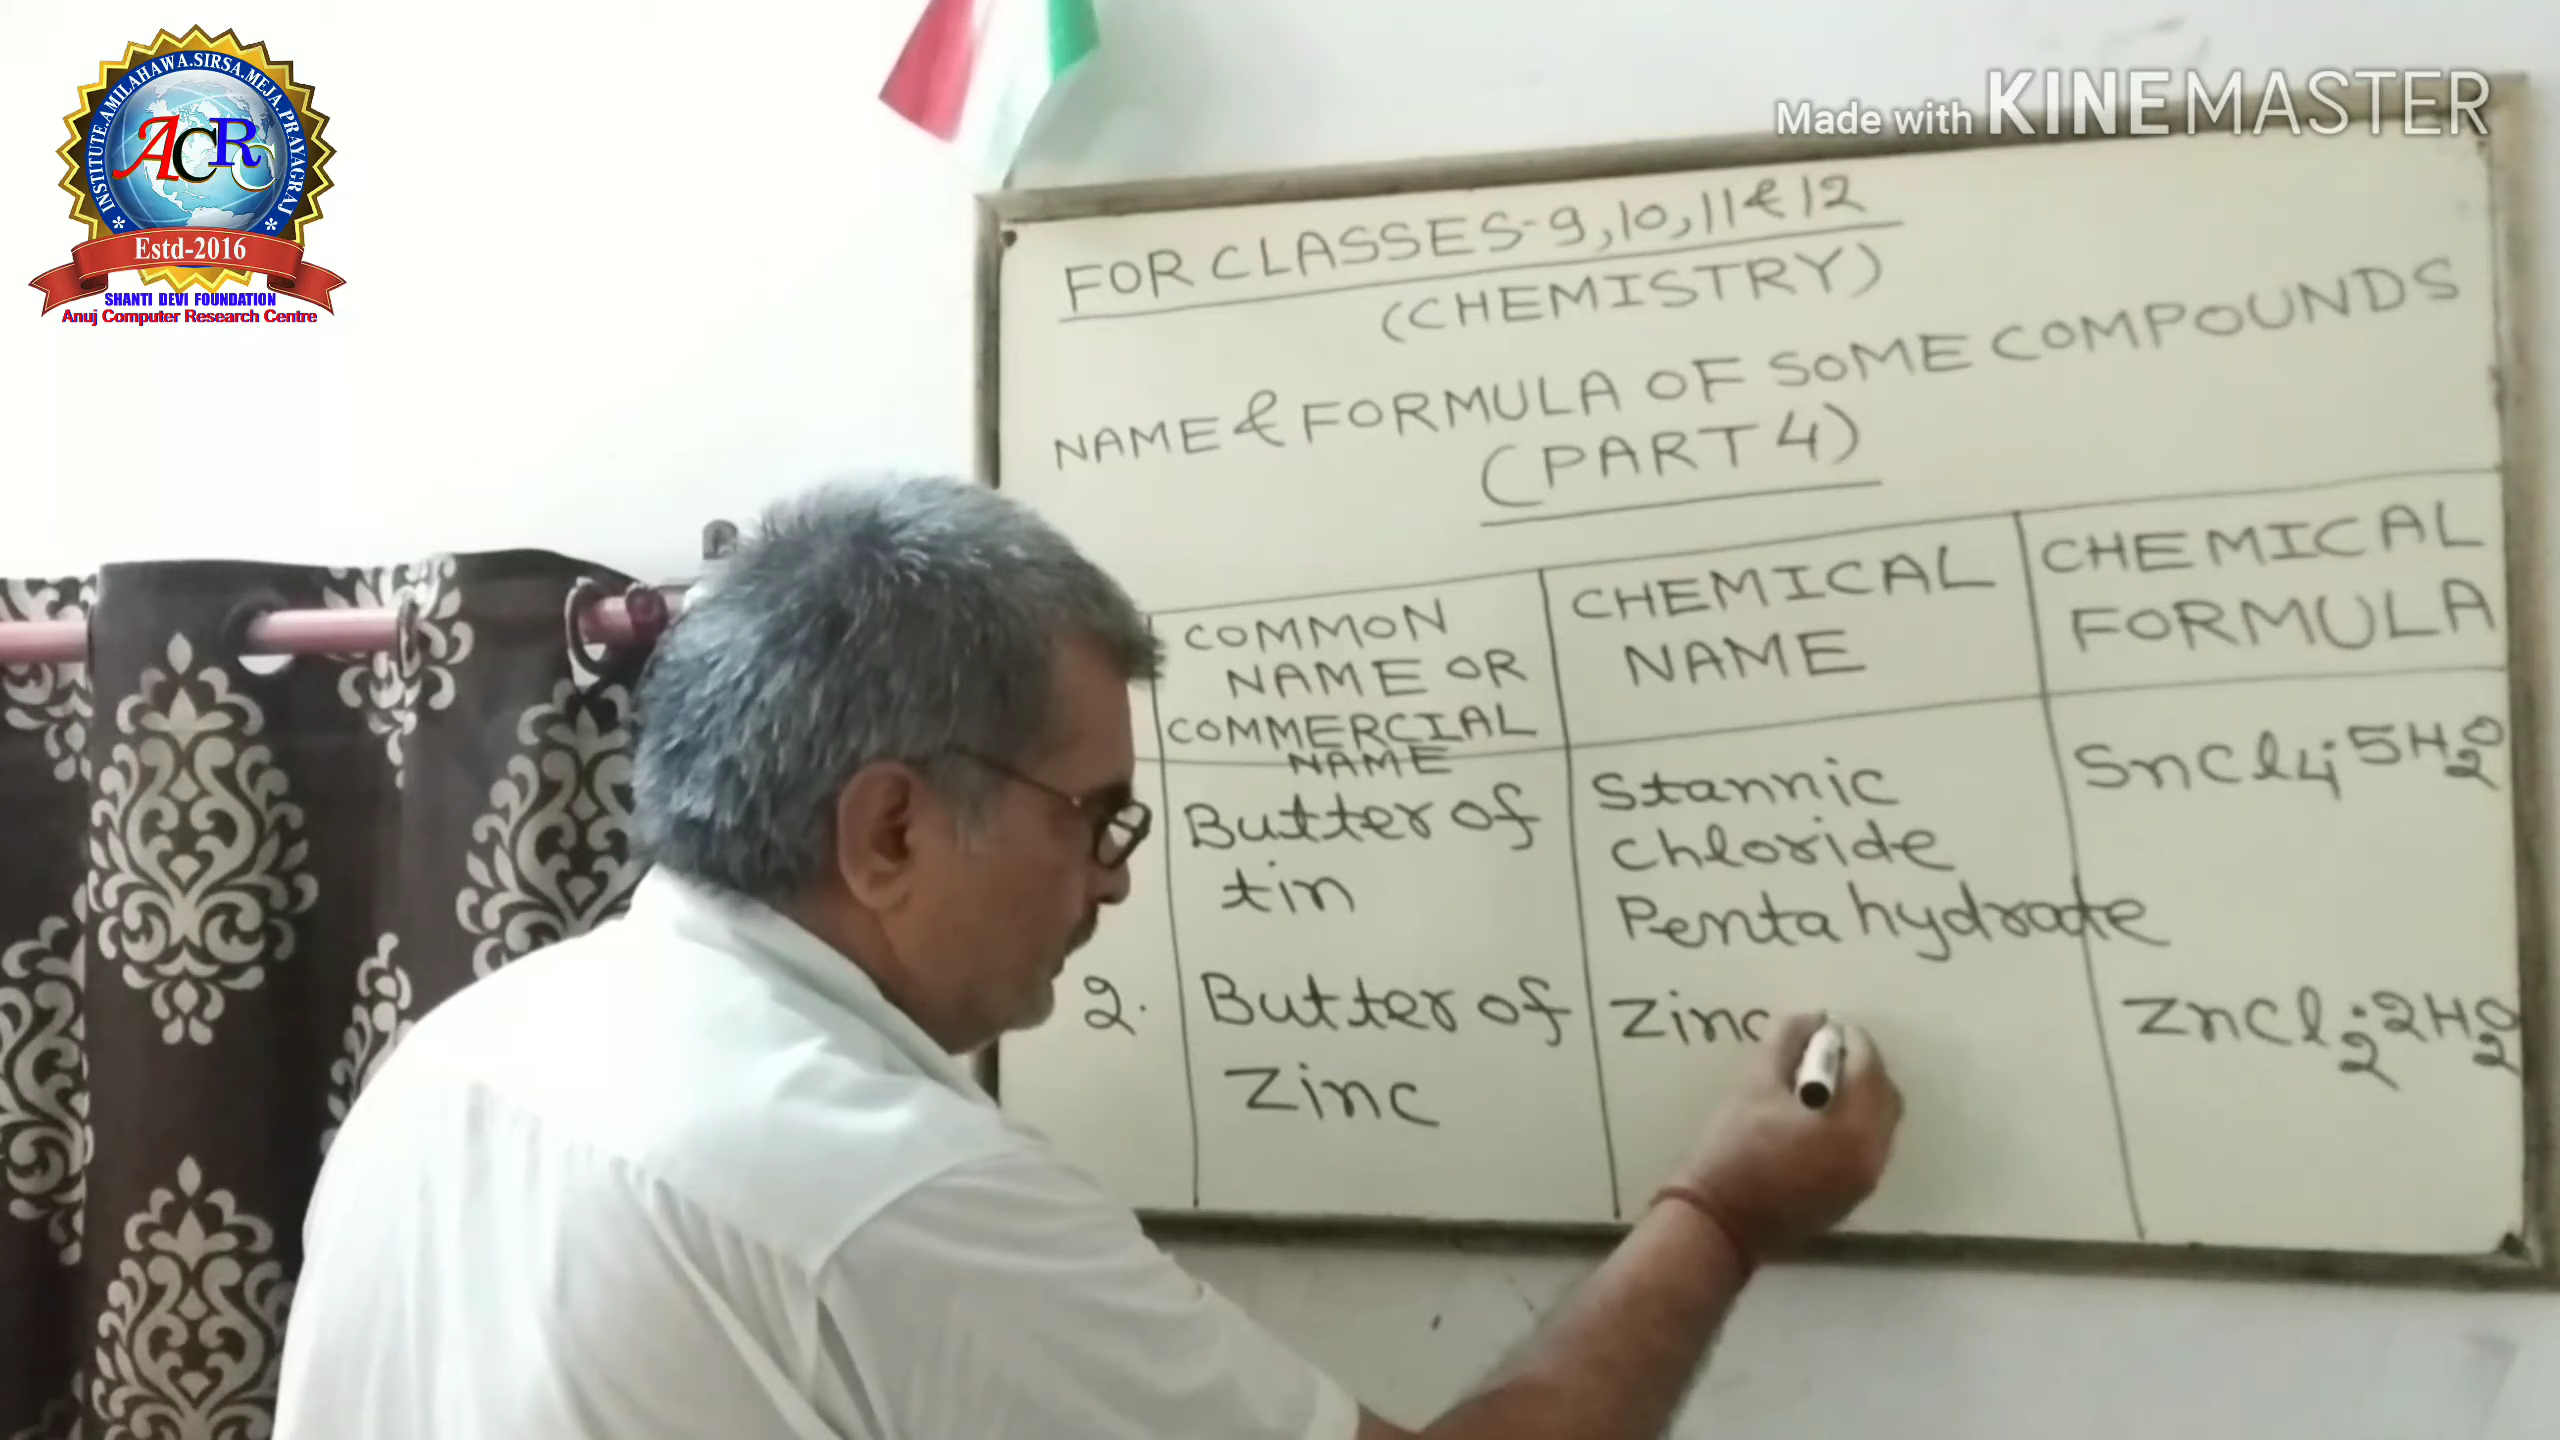 INSTITUTE.AMILAHAWA.SIRSA.MEJA.PRAYAGRAJ
ACRC
Estd-2016
SHANTI DEVI FOUNDATION
Anuj Computer Research Centre
Made with KINEMASTER
FOR CLASSES-9,10,11 & 12
(CHEMISTRY)
NAME & FORMULA OF SOME COMPOUNDS
(PART 4)
COMMON
NAME OR
COMMERCIAL
NAME
CHEMICAL
NAME
CHEMICAL
FORMULA
Butter of
tin
Stannic
Chloride
Penta hydrate
SnCl4·5H2O
2.
Butter of
Zinc
Zinc
ZnCl2·2H2O